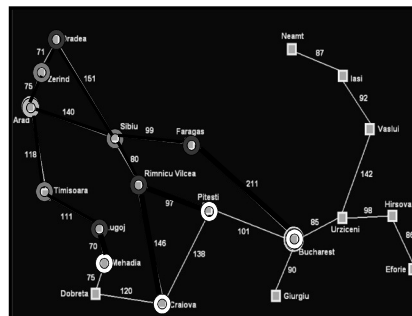 Oradea
Neamt
71
87
Zerind
151
Iasi
75
92
Arad
140
Sibiu
99
Faragas
Vaslui
80
118
Rimnicu Vilcea
211
142
Timisoara
97
Pitesti
111
98
Hirsova
Lugoj
146
101
85
Urziceni
86
70
138
Bucharest
Mehadia
90
75
120
Eforie
Dobreta
Craiova
Giurgiu